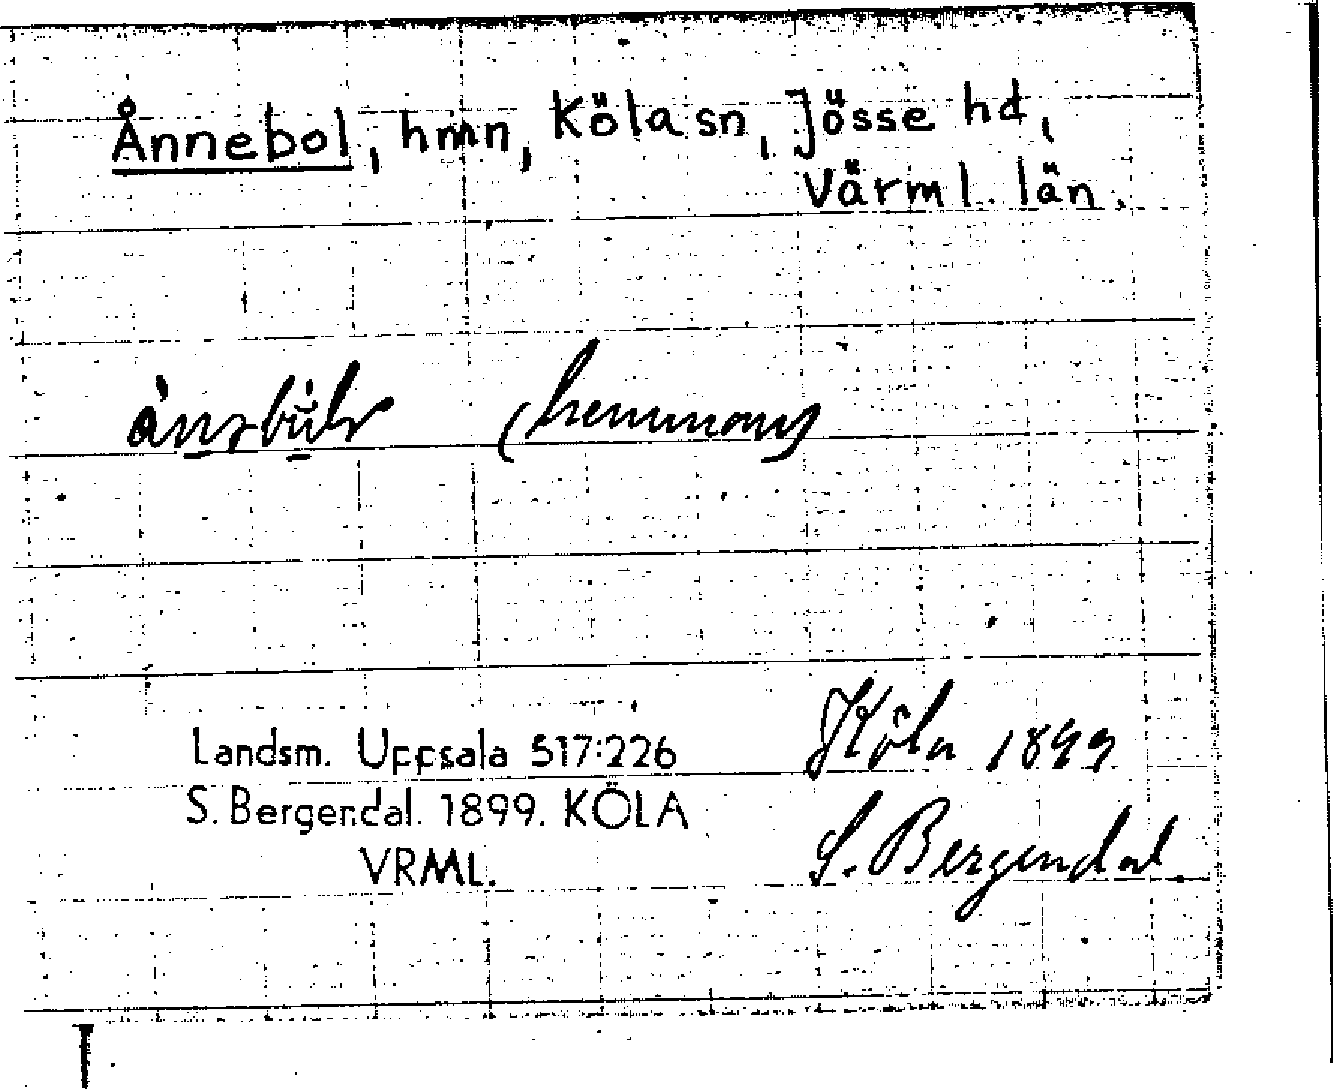 Ånnebol, hmn, Köla sn, Jösse hd,
Värml. län.
(hemman)
Landsm. Uppsala 517:226
S. Bergendal. 1899. KÖLA
VRML.
Köla 1899
S. Bergendal